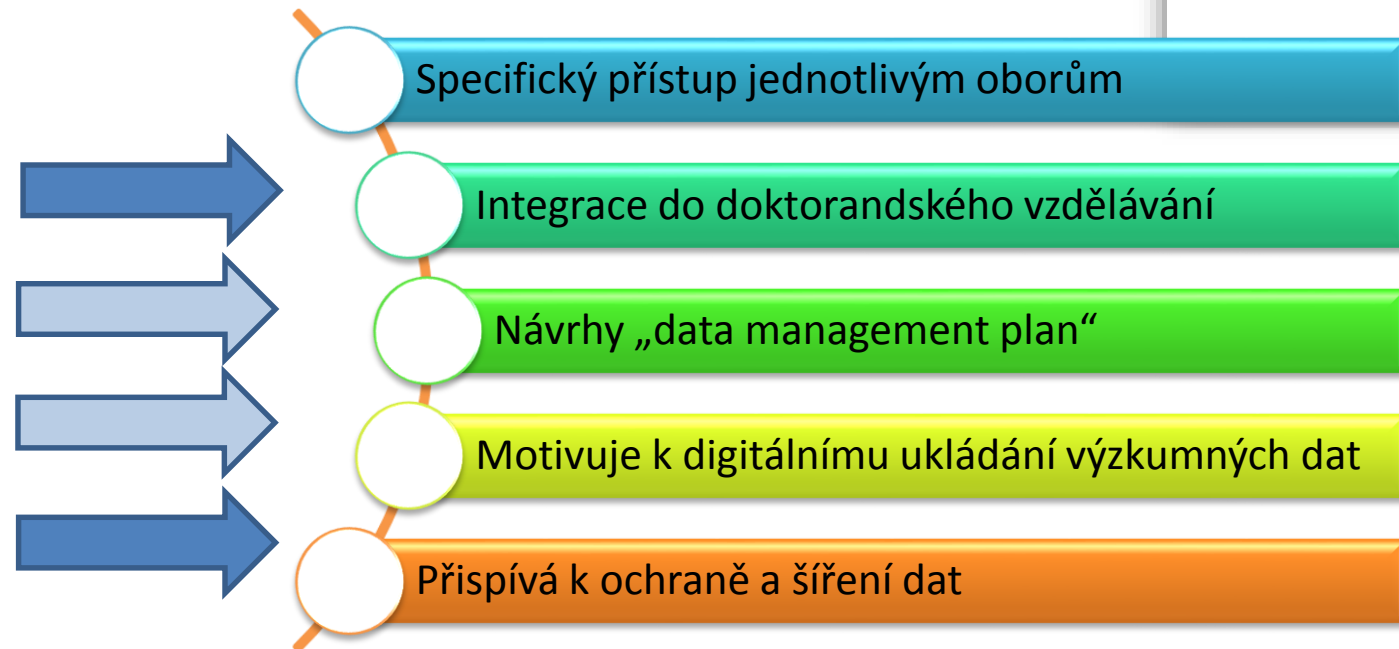 Specifický přístup jednotlivým oborům
Integrace do doktorandského vzdělávání
Návrhy „data management plan“
Motivuje k digitálnímu ukládání výzkumných dat
Přispívá k ochraně a šíření dat